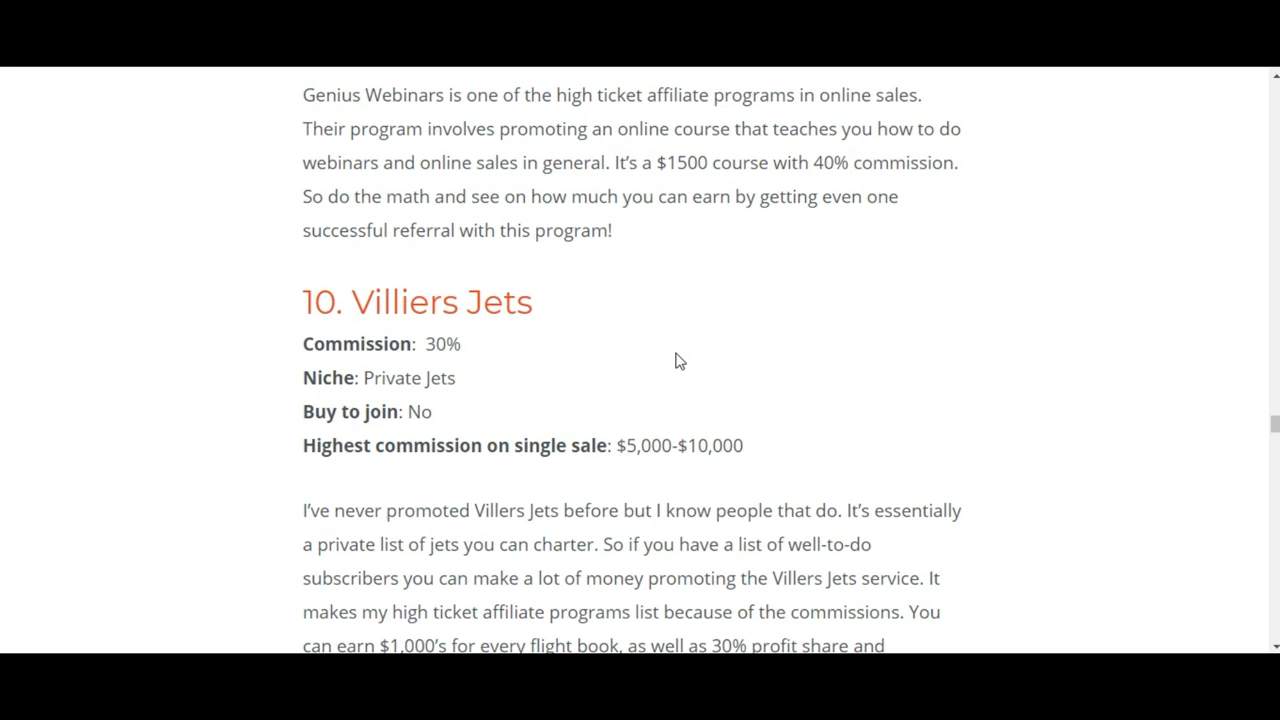 Genius Webinars is one of the high ticket affiliate programs in online sales.
Their program involves promoting an online course that teaches you how to do
webinars and online sales in general. It’s a $1500 course with 40% commission.
So do the math and see on how much you can earn by getting even one
successful referral with this program!
10. Villiers Jets
Commission:  30%
Niche: Private Jets
Buy to join: No
Highest commission on single sale: $5,000-$10,000
I’ve never promoted Villers Jets before but I know people that do. It’s essentially
a private list of jets you can charter. So if you have a list of well-to-do
subscribers you can make a lot of money promoting the Villers Jets service. It
makes my high ticket affiliate programs list because of the commissions. You
can earn $1,000’s for every flight book, as well as 30% profit share and